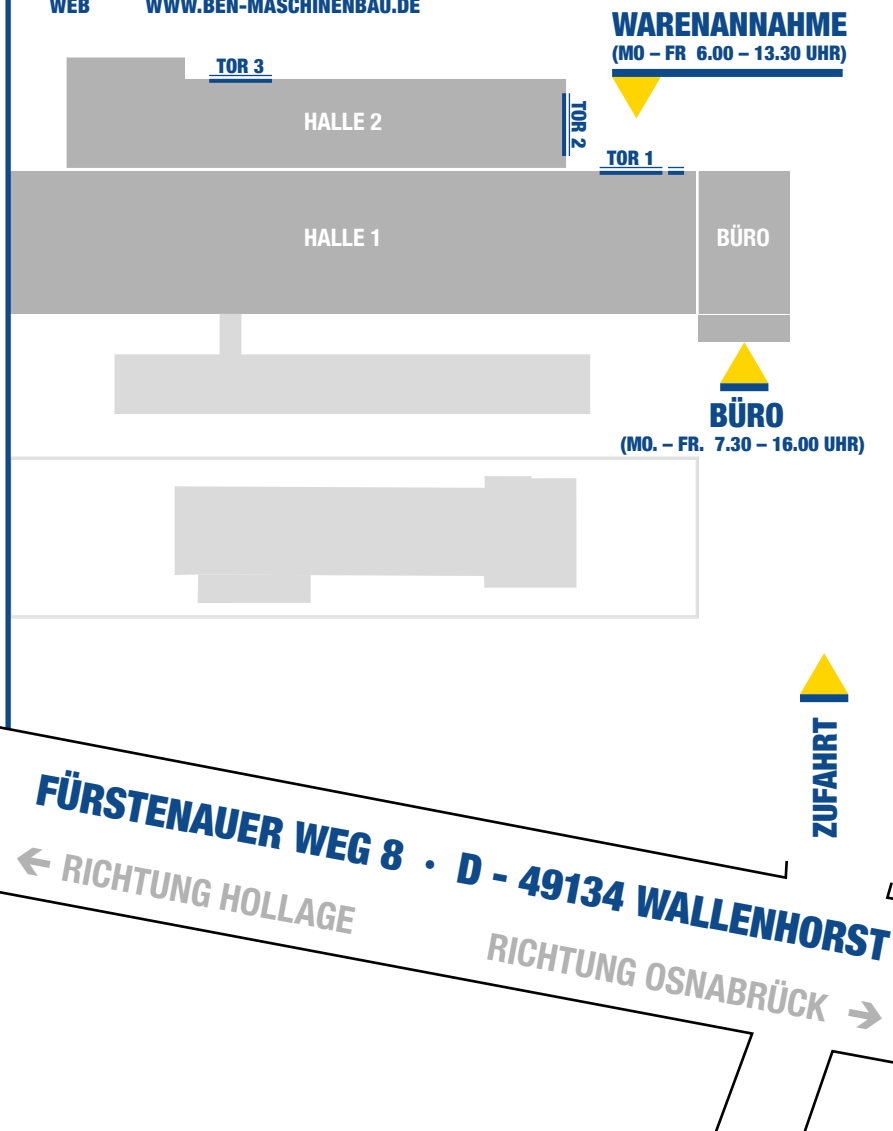 WEB WWW.BEN-MASCHINENBAU.DE
WARENANNAHME
(MO – FR 6.00 – 13.30 UHR)
TOR 3
HALLE 2
TOR 2
TOR 1
HALLE 1
BÜRO
BÜRO
(MO. – FR. 7.30 – 16.00 UHR)
ZUFAHRT
FÜRSTENAUER WEG 8 · D - 49134 WALLENHORST
← RICHTUNG HOLLAGE
RICHTUNG OSNABRÜCK →